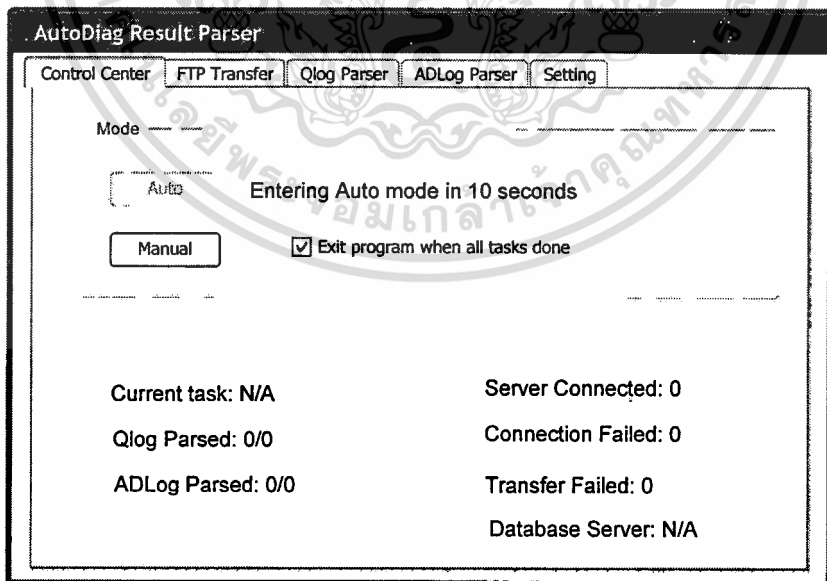 AutoDiag Result Parser
Control Center FTP Transfer Qlog Parser ADLog Parser Setting
Mode
Auto Entering Auto mode in 10 seconds
Manual Exit program when all tasks done
Current task: N/A Server Connected: 0
Qlog Parsed: 0/0 Connection Failed: 0
ADLog Parsed: 0/0 Transfer Failed: 0
Database Server: N/A